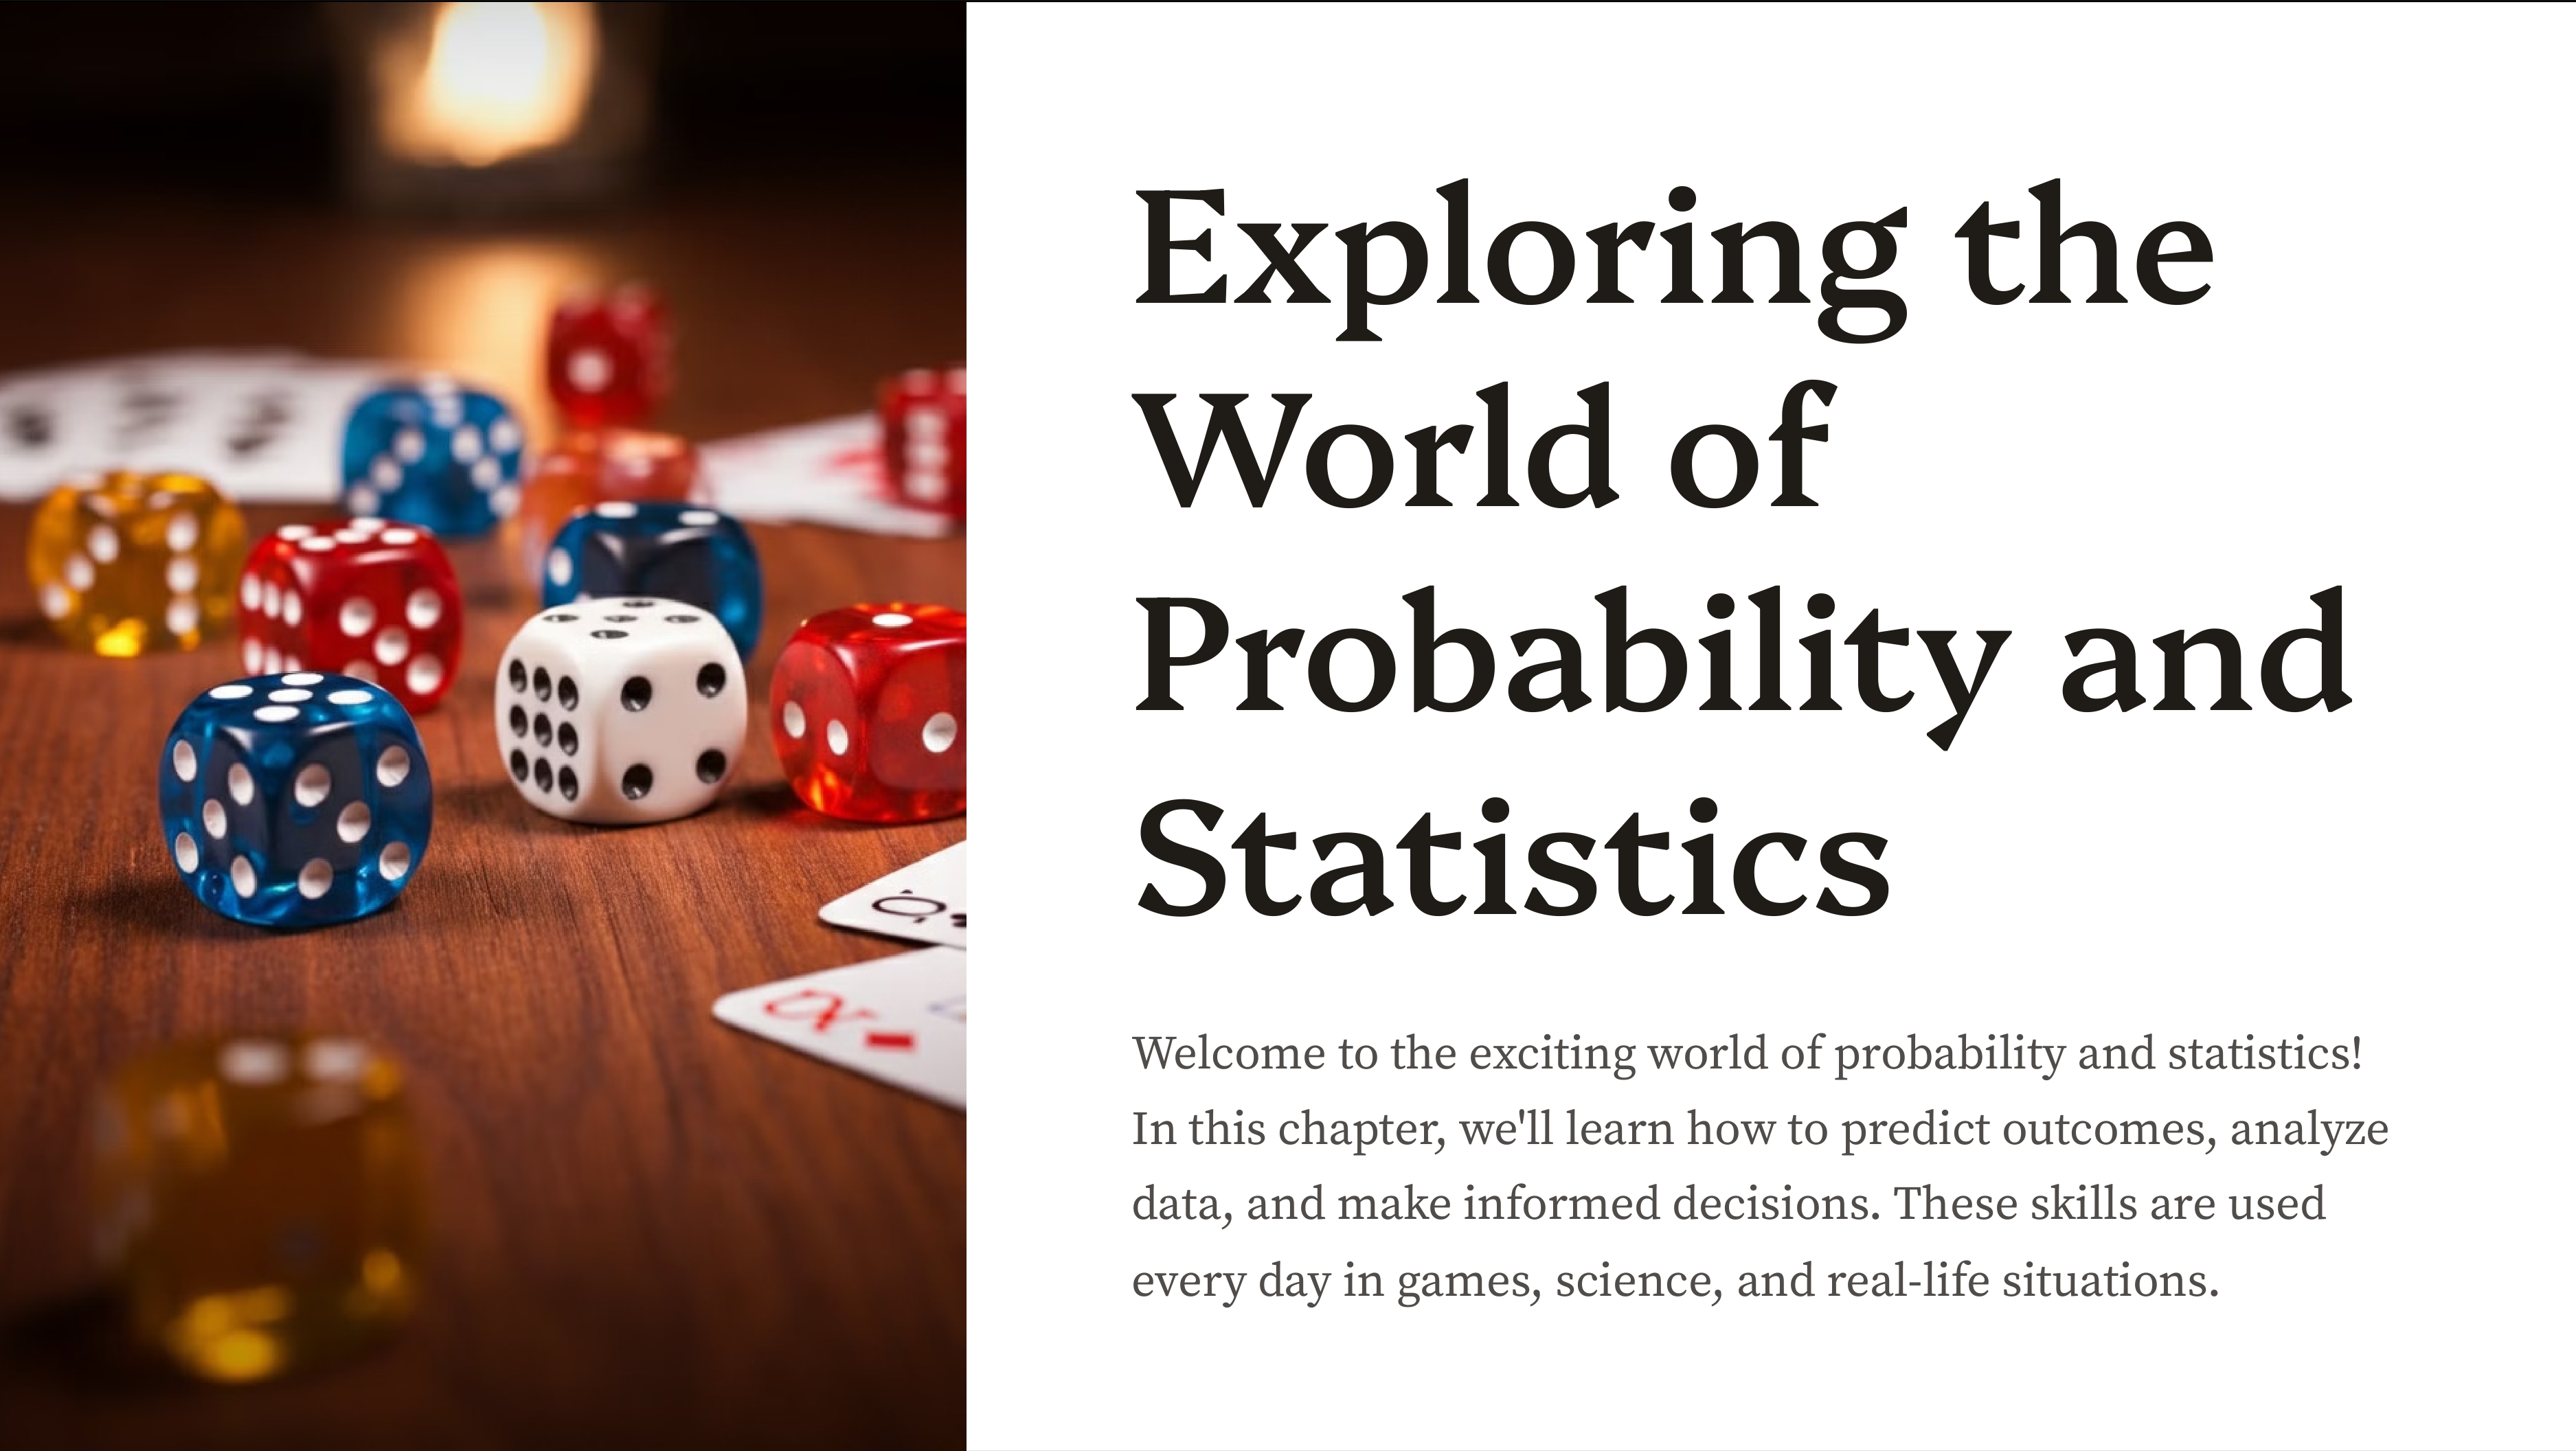 Exploring the
World of
Probability and
Statistics
Welcome to the exciting world of probability and statistics!
In this chapter, we'll learn how to predict outcomes, analyze
data, and make informed decisions. These skills are used
every day in games, science, and real-life situations.